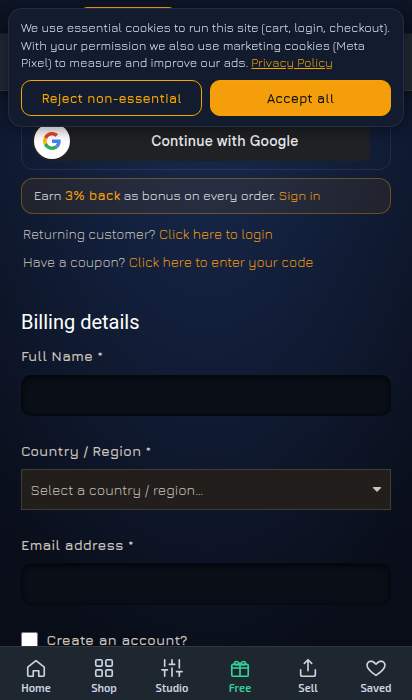 We use essential cookies to run this site (cart, login, checkout).
With your permission we also use marketing cookies (Meta
Pixel) to measure and improve our ads. Privacy Policy
Reject non-essential
Accept all
Continue with Google
Earn 3% back as bonus on every order. Sign in
Returning customer? Click here to login
Have a coupon? Click here to enter your code
Billing details
Full Name *
Country / Region *
Select a country / region...
Email address *
Create an account?
Home
Shop
Studio
Free
Sell
Saved